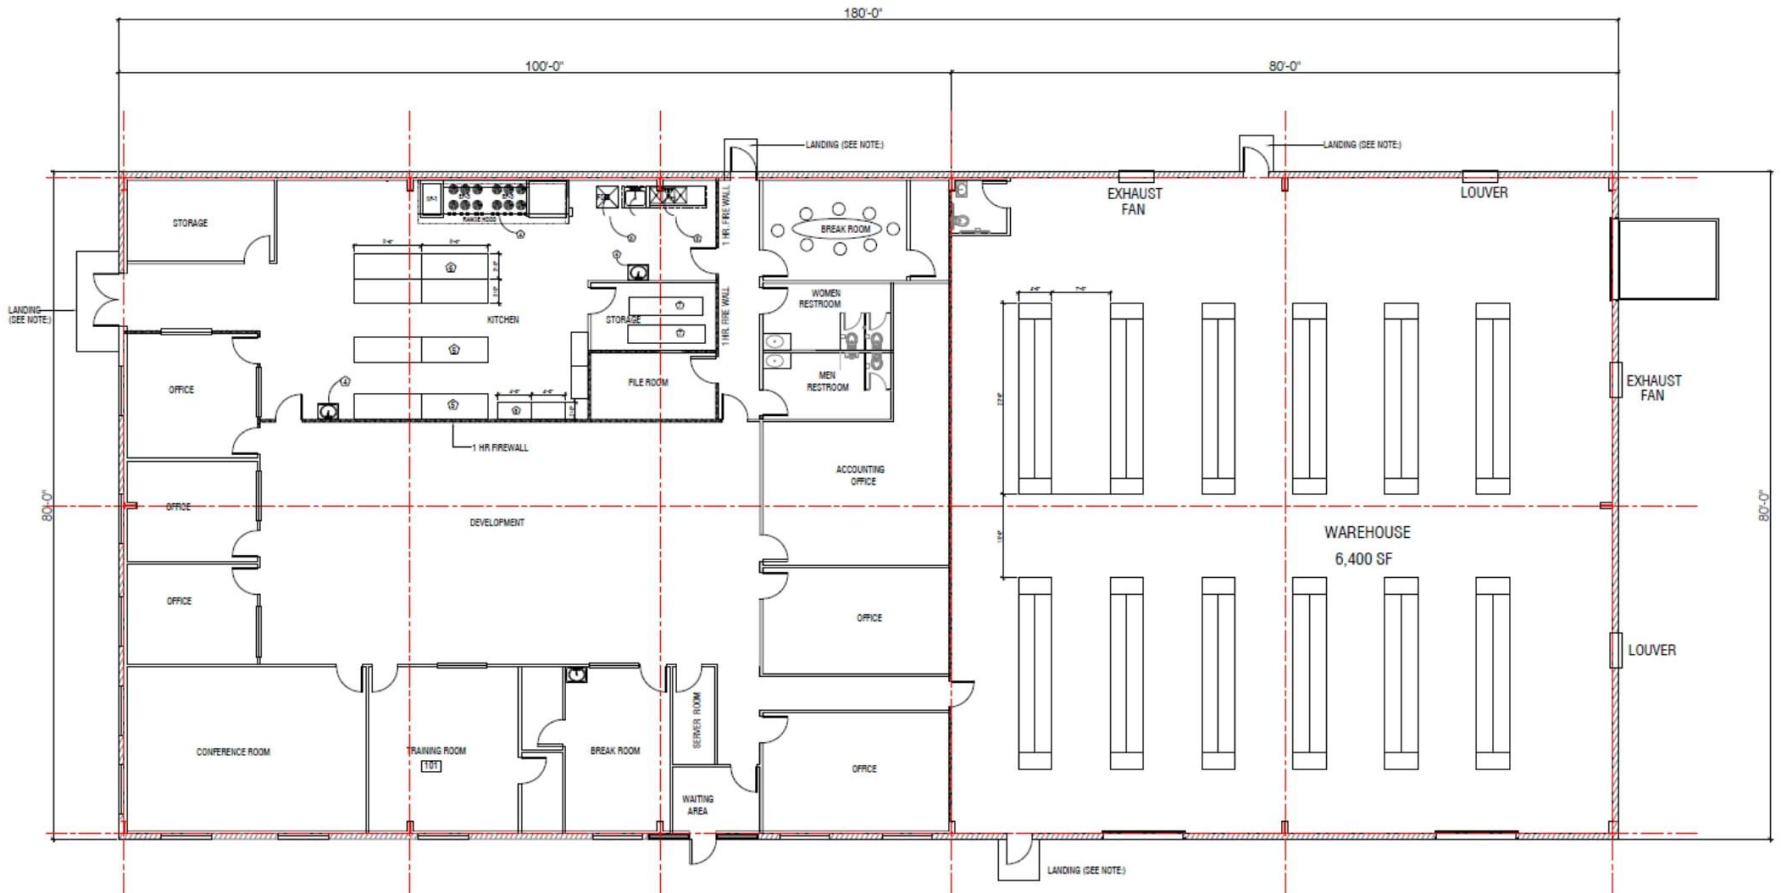 180'-0"
100'-0"
80'-0"
LANDING (SEE NOTE:)
LANDING (SEE NOTE:)
EXHAUST
FAN
LOUVER
STORAGE
RANGE HOOD
1 HR. FIRE WALL
BREAK ROOM
LANDING
(SEE NOTE:)
KITCHEN
STORAGE
1 HR. FIRE WALL
WOMEN
RESTROOM
OFFICE
FILE ROOM
MEN
RESTROOM
EXHAUST
FAN
1 HR FIREWALL
ACCOUNTING
OFFICE
80'-0"
OFFICE
DEVELOPMENT
WAREHOUSE
6,400 SF
80'-0"
OFFICE
OFFICE
LOUVER
CONFERENCE ROOM
TRAINING ROOM
101
BREAK ROOM
SERVER ROOM
OFFICE
WAITING
AREA
LANDING (SEE NOTE:)